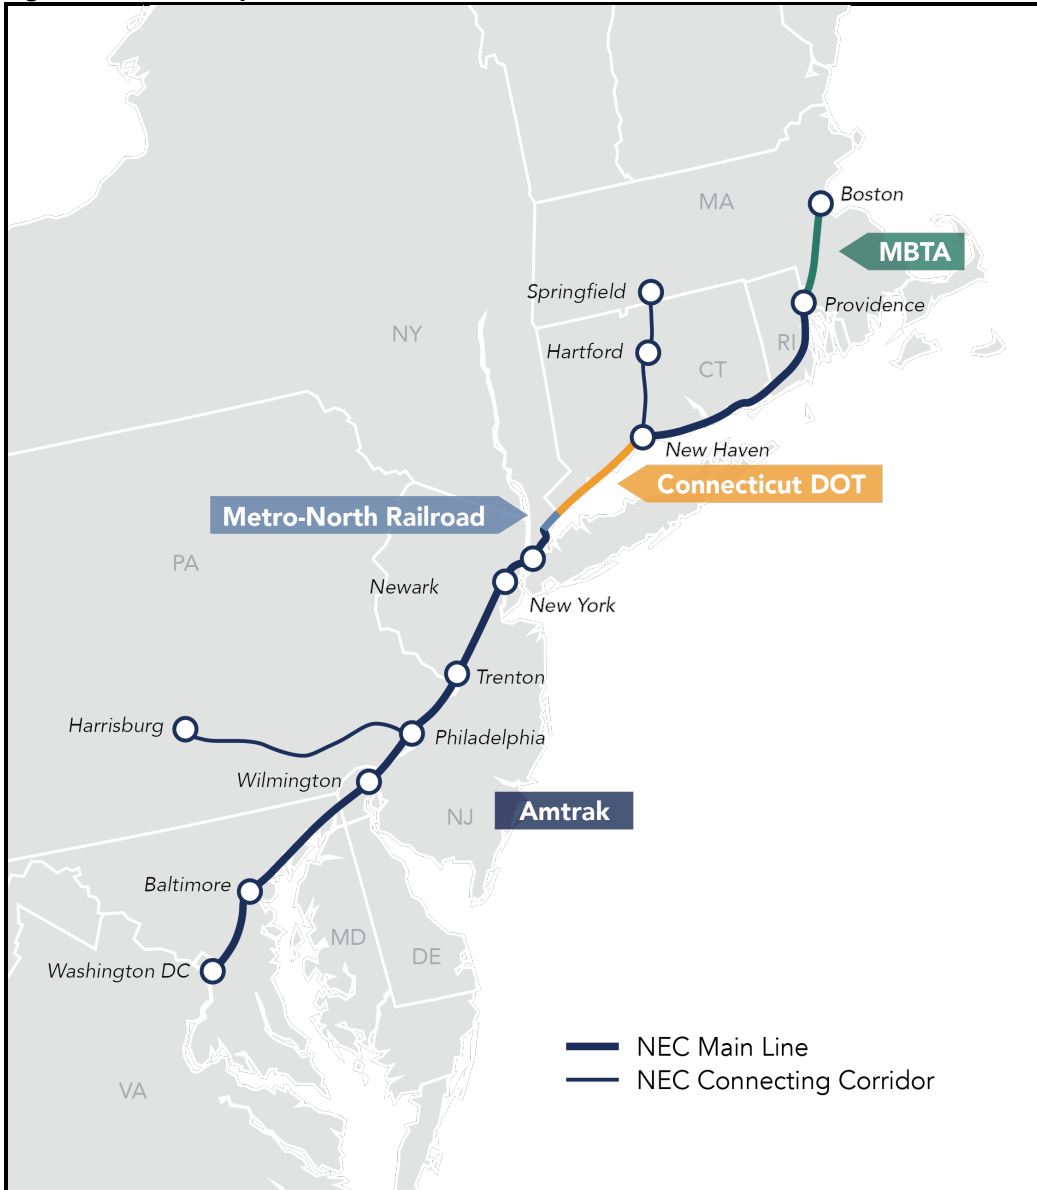 Boston
MA
MBTA
Springfield
Providence
NY
RI
Hartford
CT
New Haven
Connecticut DOT
Metro-North Railroad
PA
Newark
New York
Trenton
Harrisburg
Philadelphia
Wilmington
NJ
Amtrak
Baltimore
MD
DE
Washington DC
NEC Main Line
NEC Connecting Corridor
VA